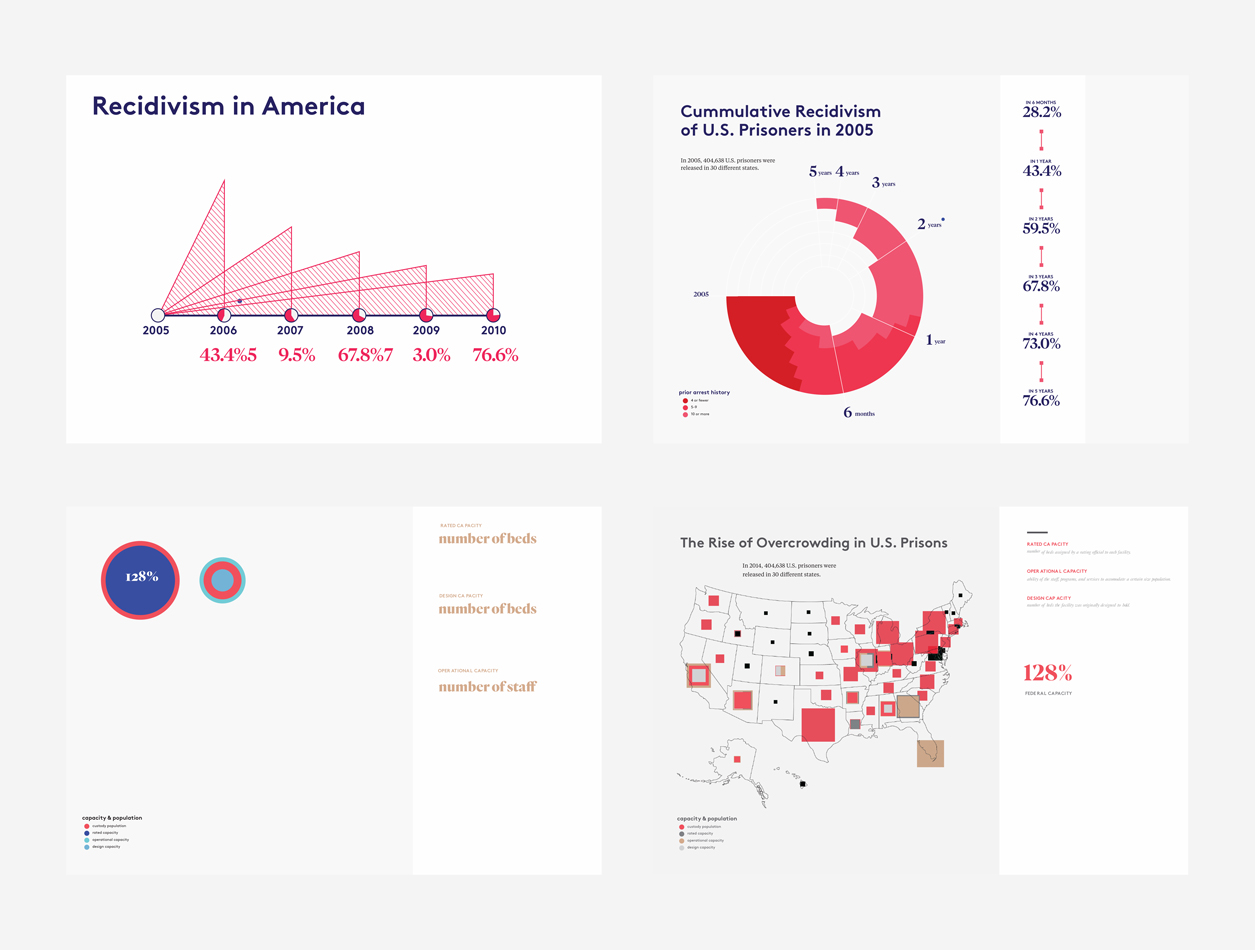 Recidivism in America
2005 2006 2007 2008 2009 2010
43.4%5 9.5% 67.8%7 3.0% 76.6%
Cummulative Recidivism
of U.S. Prisoners in 2005
In 2005, 404,638 U.S. prisoners were
released in 30 different states.
5 years 4 years
3 years
2 years*
2005
1 year
6 months
prior arrest history
4 or fewer
5-9
10 or more
IN 6 MONTHS
28.2%
IN 1 YEAR
43.4%
IN 2 YEARS
59.5%
IN 3 YEARS
67.8%
IN 4 YEARS
73.0%
IN 5 YEARS
76.6%
128%
capacity & population
custody population
rated capacity
operational capacity
design capacity
RATED CA PACITY
number of beds
DESIGN CA PACITY
number of beds
OPERATIONAL CAPACITY
number of staff
The Rise of Overcrowding in U.S. Prisons
In 2014, 404,638 U.S. prisoners were
released in 30 different states.
capacity & population
custody population
rated capacity
operational capacity
design capacity
RATED CA PACITY
number of beds assigned by a rating official to each facility
OPER ATIONAL CAPACITY
ability of the staff, programs, and services to accomodate a certain size population
DESIGN CAP ACITY
number of beds the facility was originally designed to hold
128%
FEDERAL CAPACITY